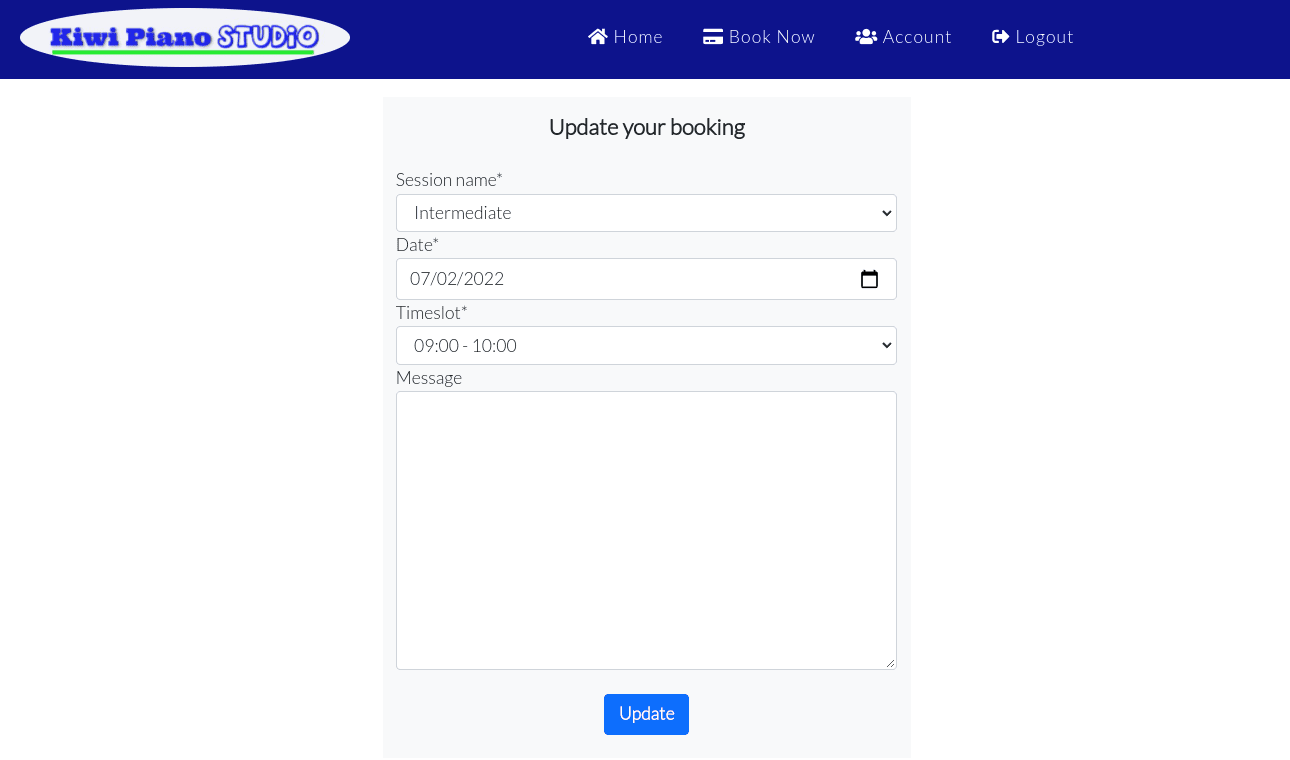 Kiwi Piano STUDiO
Home Book Now Account Logout
Update your booking
Session name*
Intermediate
Date*
07/02/2022
Timeslot*
09:00 - 10:00
Message
Update